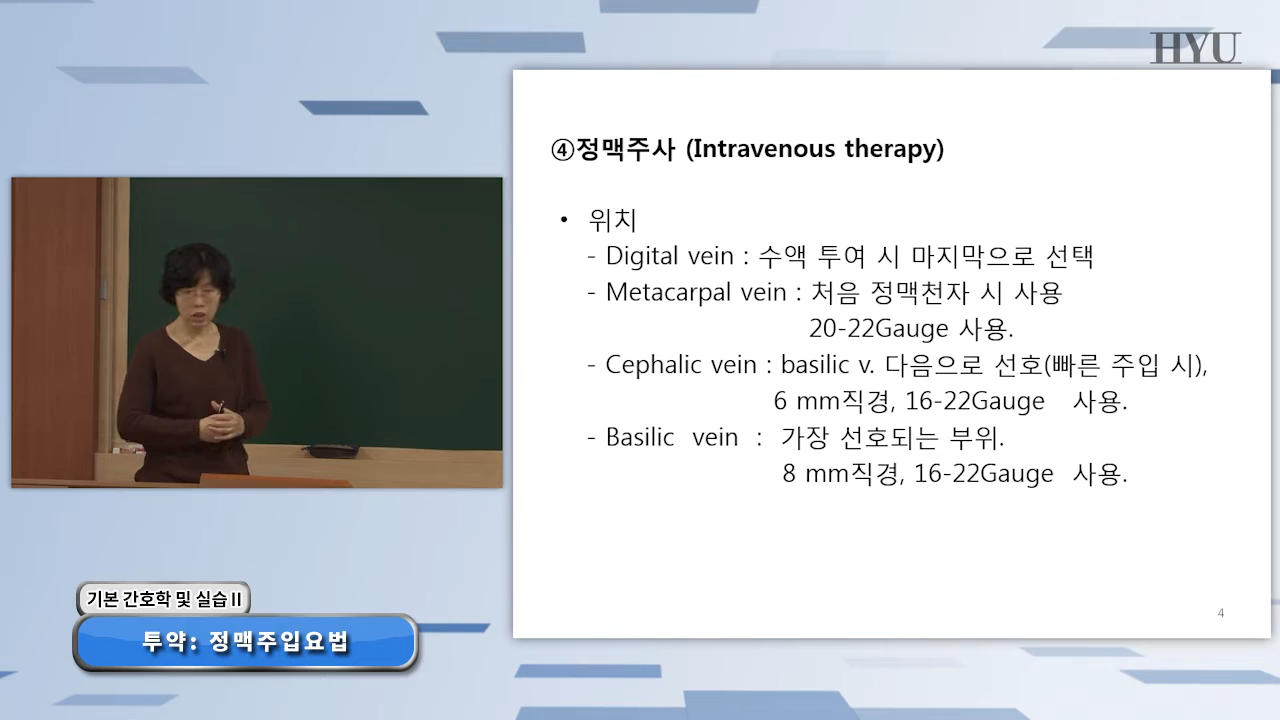 HYU
④정맥주사 (Intravenous therapy)
• 위치
- Digital vein : 수액 투여 시 마지막으로 선택
- Metacarpal vein : 처음 정맥천자 시 사용
20-22Gauge 사용.
- Cephalic vein : basilic v. 다음으로 선호(빠른 주입 시),
6 mm직경, 16-22Gauge 사용.
- Basilic vein : 가장 선호되는 부위.
8 mm직경, 16-22Gauge 사용.
4
기본 간호학 및 실습 II
투약: 정맥주입요법